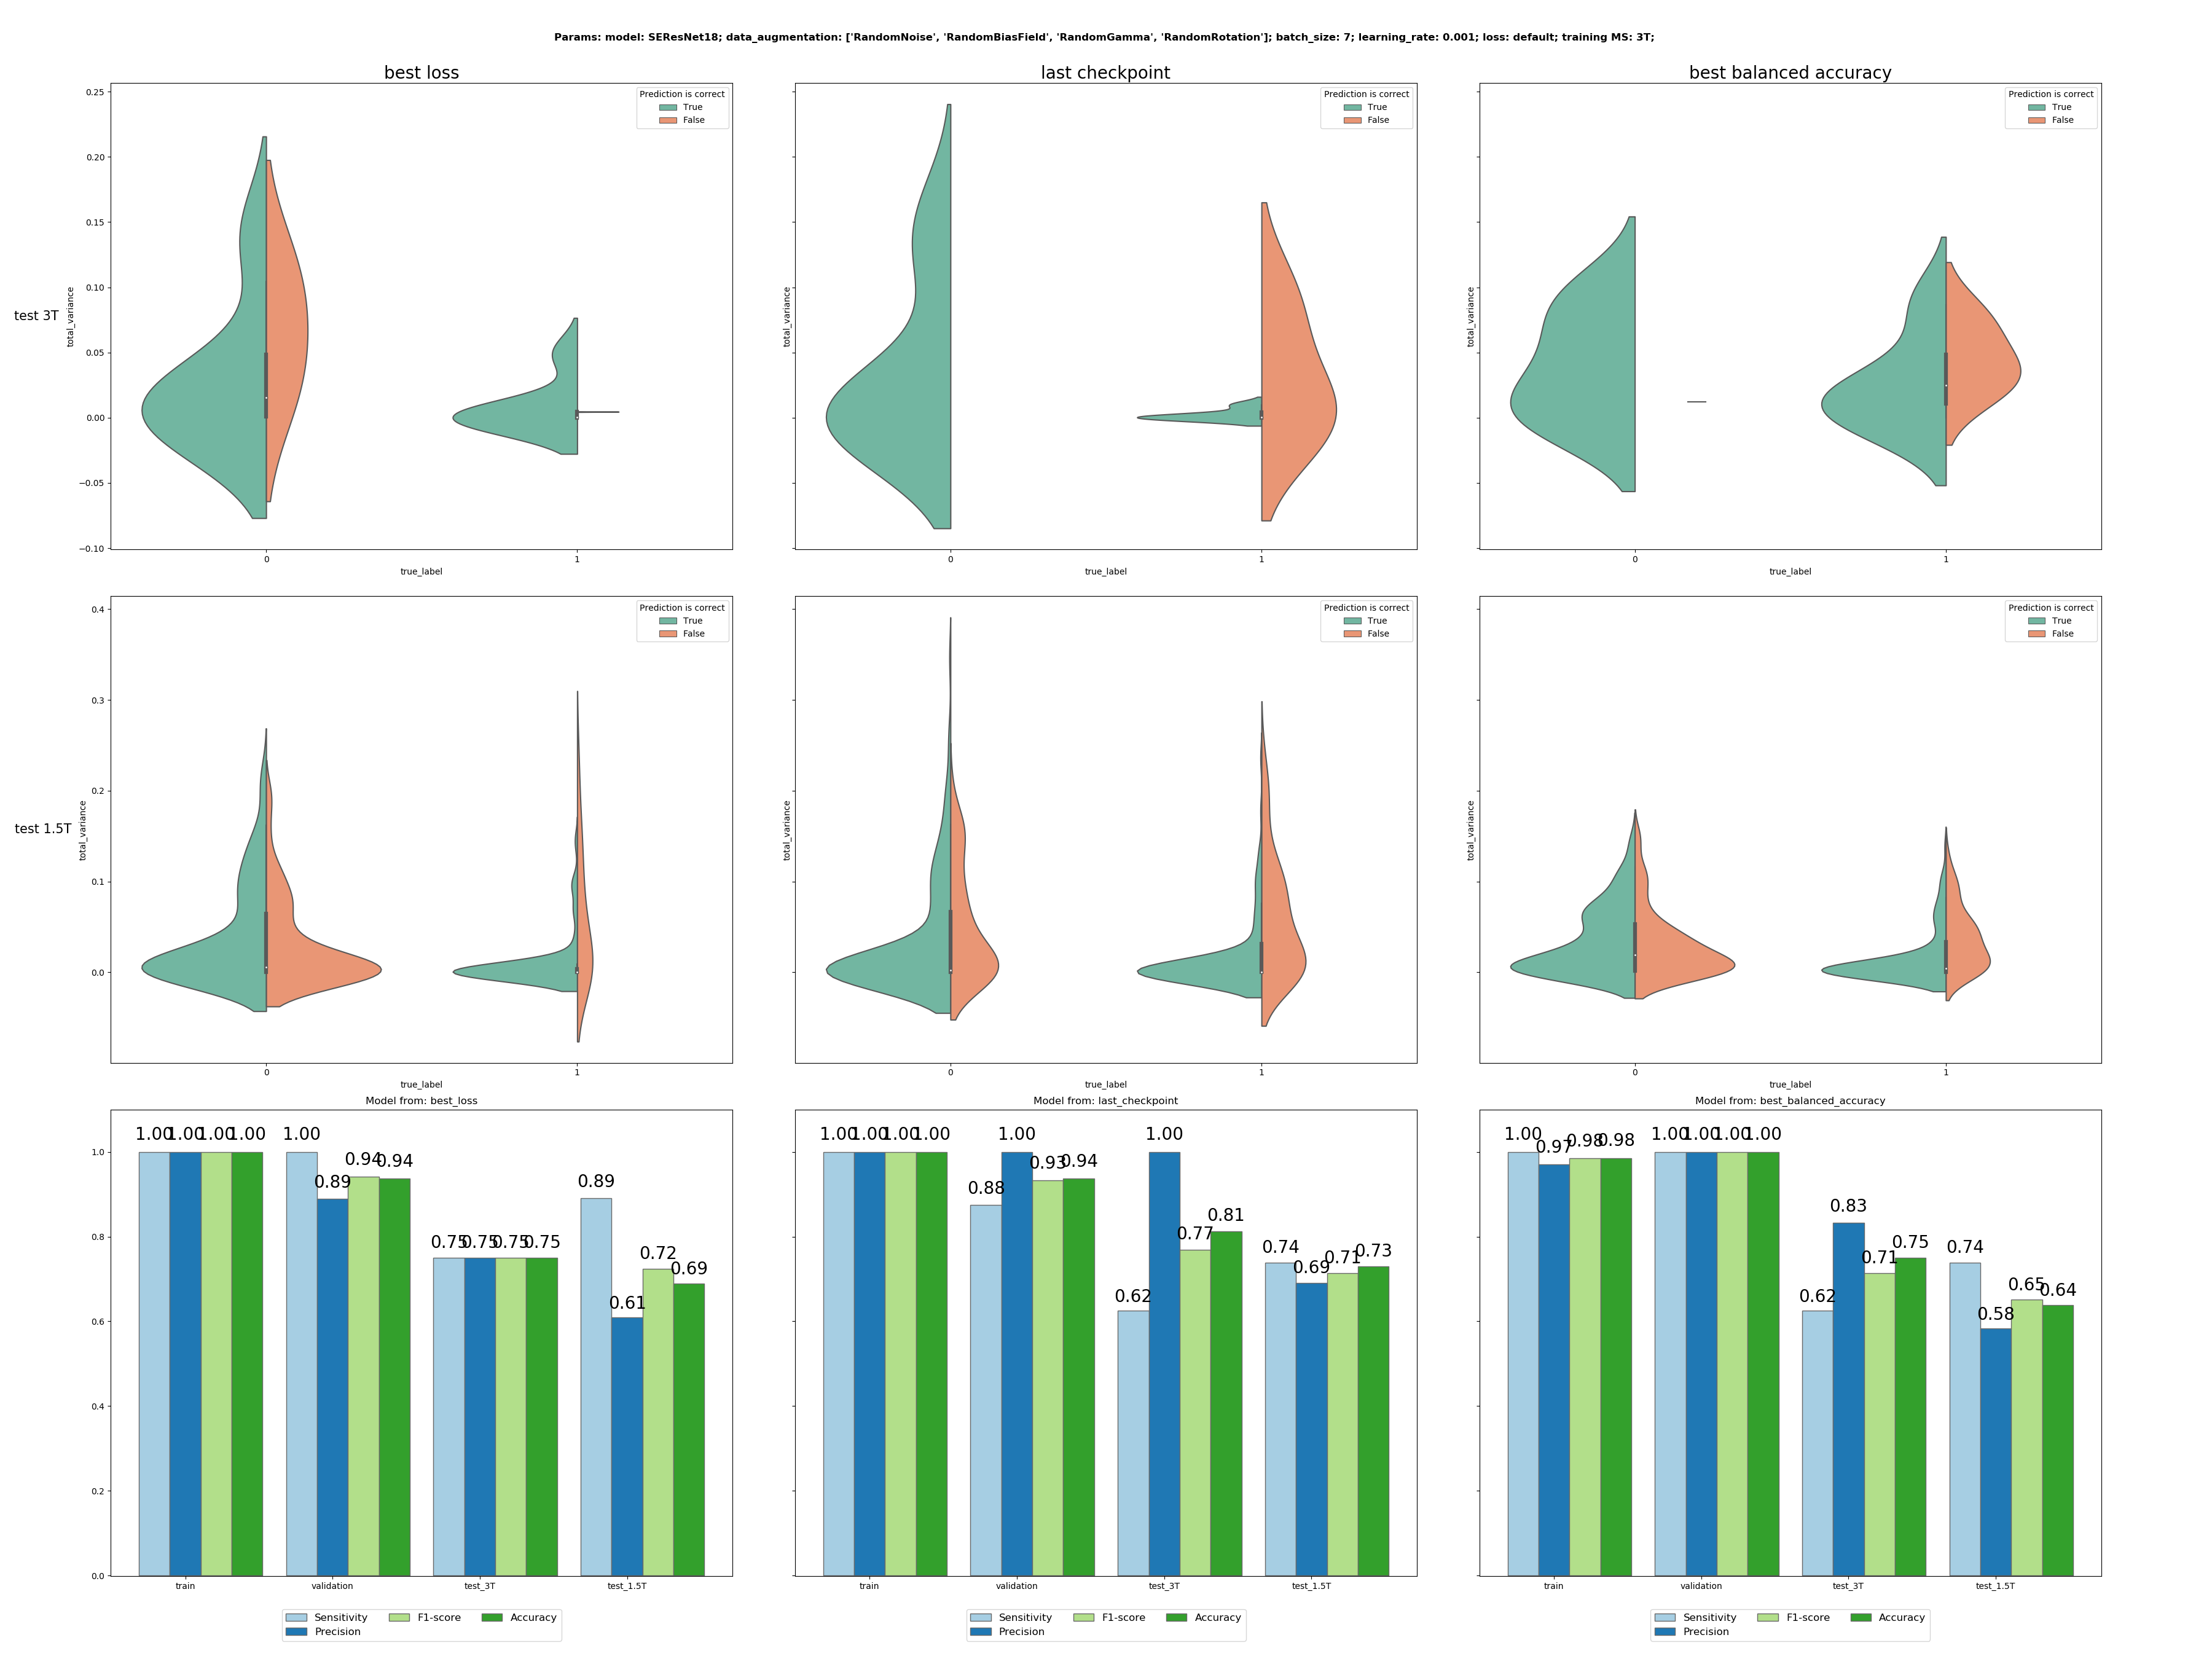 Params: model: SEResNet18; data_augmentation: ['RandomNoise', 'RandomBiasField', 'RandomGamma', 'RandomRotation']; batch_size: 7; learning_rate: 0.001; loss: default; training MS: 3T;
best loss
last checkpoint
best balanced accuracy
test 3T
total_variance
0.25
0.20
0.15
0.10
0.05
0.00
−0.05
−0.10
Prediction is correct
True
False
0 1
true_label
total_variance
Prediction is correct
True
False
0 1
true_label
total_variance
Prediction is correct
True
False
0 1
true_label
test 1.5T
total_variance
0.4
0.3
0.2
0.1
0.0
Prediction is correct
True
False
0 1
true_label
total_variance
Prediction is correct
True
False
0 1
true_label
total_variance
Prediction is correct
True
False
0 1
true_label
Model from: best_loss
1.0
0.8
0.6
0.4
0.2
0.0
1.00 1.00 1.00 1.00
1.00 0.89 0.94 0.94
0.75 0.75 0.75 0.75
0.89 0.61 0.72 0.69
train validation test_3T test_1.5T
Sensitivity F1-score Accuracy
Precision
Model from: last_checkpoint
1.00 1.00 1.00 1.00
0.88 1.00 0.93 0.94
0.62 1.00 0.77 0.81
0.74 0.69 0.71 0.73
train validation test_3T test_1.5T
Sensitivity F1-score Accuracy
Precision
Model from: best_balanced_accuracy
1.00 0.97 0.98 0.98
1.00 1.00 1.00 1.00
0.62 0.83 0.71 0.75
0.74 0.58 0.65 0.64
train validation test_3T test_1.5T
Sensitivity F1-score Accuracy
Precision